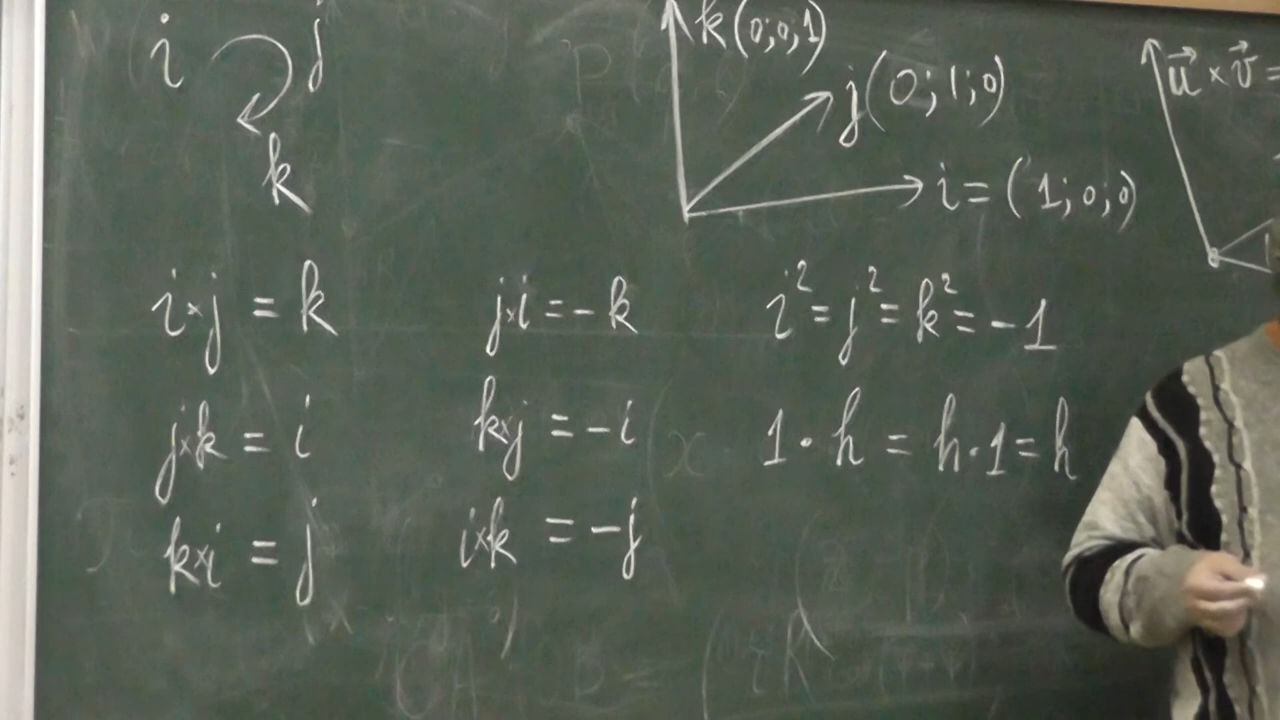 i j
k
k(0;0;1)
j(0;1;0)
i=(1;0;0)
u⃗ × v⃗ =
i×j = k
j×i = -k
i² = j² = k² = -1
j×k = i
k×j = -i
1·h = h·1 = h
k×i = j
i×k = -j